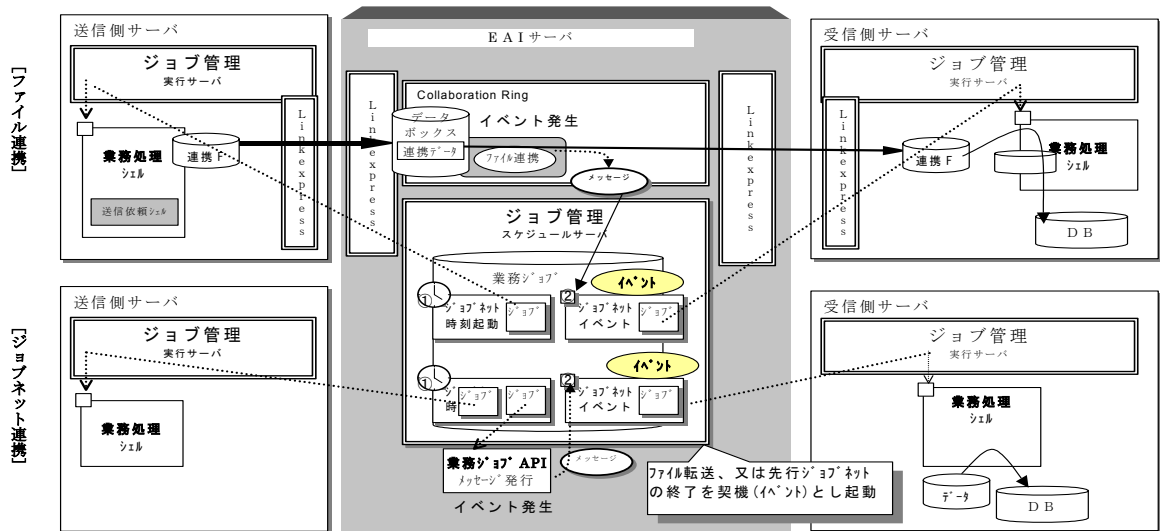 [ファイル連携]
送信側サーバ
ジョブ管理
実行サーバ
業務処理
シェル
送信依頼シェル
連携F
Linkexpress
EAIサーバ
Linkexpress
Collaboration Ring
データ
ボックス
連携データ
イベント発生
ファイル連携
メッセージ
Linkexpress
ジョブ管理
スケジュールサーバ
業務ジョブ
イベント
①
ジョブネット
時刻起動
ジョブ
②
ジョブネット
イベント
ジョブ
イベント
①
ジ
時
ジョブ
ジョブ
②
ジョブネット
イベント
ジョブ
業務ジョブAPI
メッセージ発行
メッセージ
イベント発生
ファイル転送、又は先行ジョブネット
の終了を契機(イベント)とし起動
受信側サーバ
ジョブ管理
実行サーバ
Linkexpress
連携F
業務処理
シェル
DB
[ジョブネット連携]
送信側サーバ
ジョブ管理
実行サーバ
業務処理
シェル
受信側サーバ
ジョブ管理
実行サーバ
業務処理
シェル
データ
DB